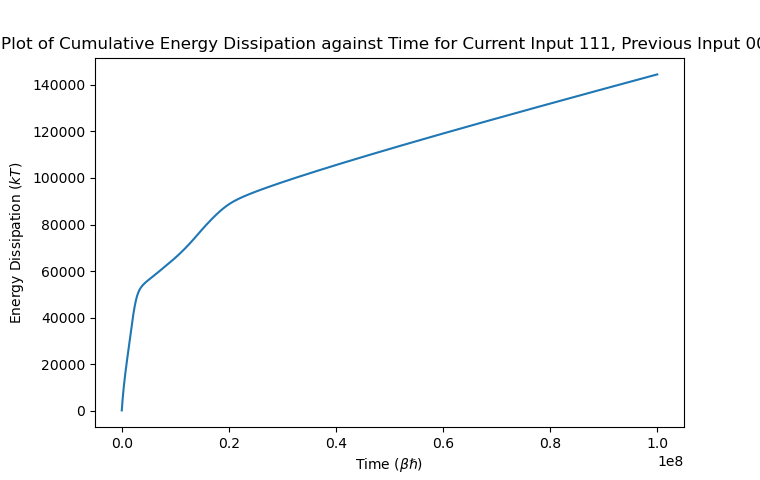 Plot of Cumulative Energy Dissipation against Time for Current Input 111, Previous Input 00
140000
120000
100000
80000
60000
40000
20000
0
Energy Dissipation (kT)
0.0 0.2 0.4 0.6 0.8 1.0
1e8
Time (βℏ)